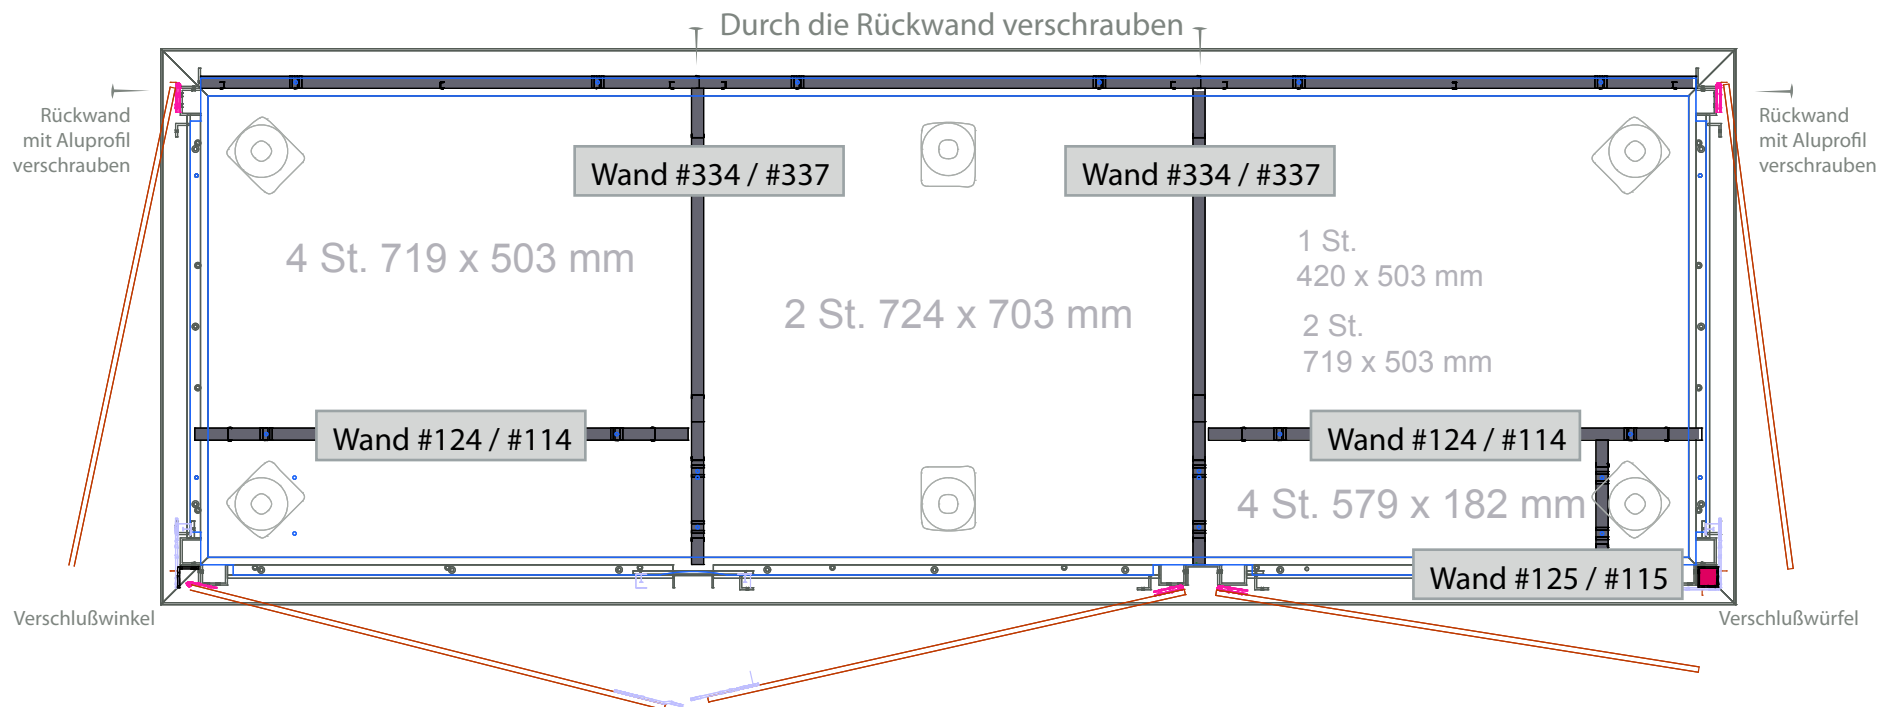 Durch die Rückwand verschrauben
Rückwand
mit Aluprofil
verschrauben
Rückwand
mit Aluprofil
verschrauben
Wand #334 / #337
Wand #334 / #337
4 St. 719 x 503 mm
2 St. 724 x 703 mm
1 St.
420 x 503 mm
2 St.
719 x 503 mm
Wand #124 / #114
Wand #124 / #114
4 St. 579 x 182 mm
Wand #125 / #115
Verschlußwinkel
Verschlußwürfel